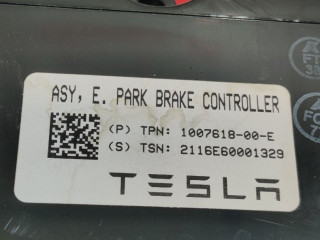 ASY, E. PARK BRAKE CONTROLLER
(P) TPN: 1007618-00-E
(S) TSN: 2116E60001329
TESLA